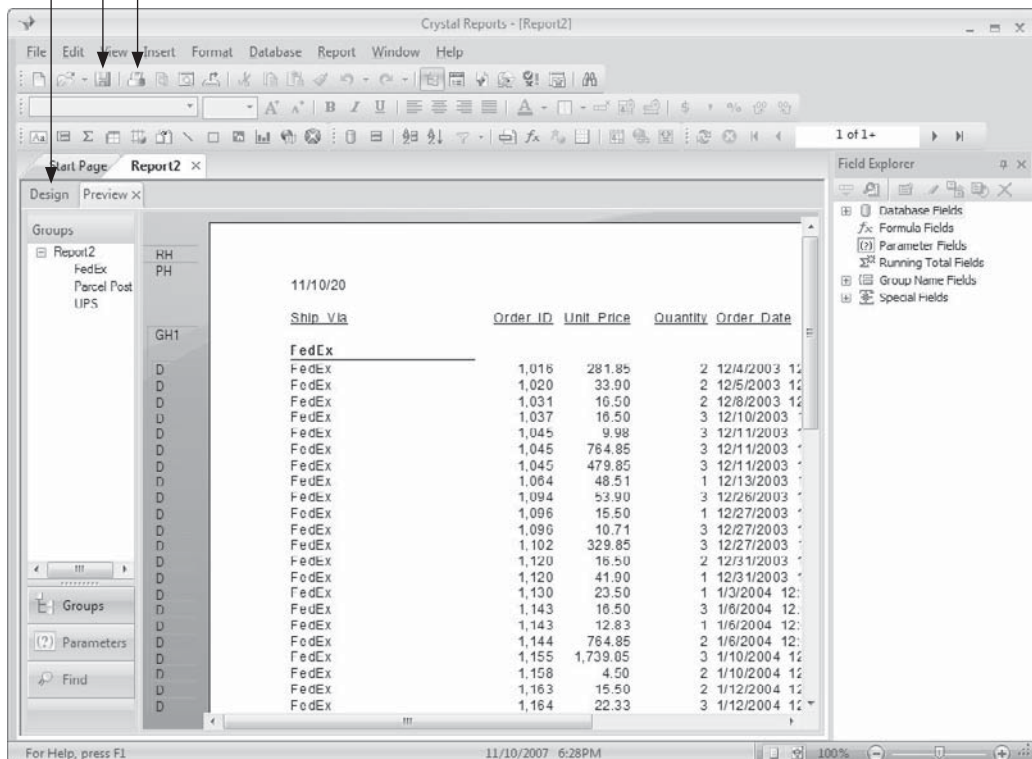 Crystal Reports - [Report2]
File Edit View Insert Format Database Report Window Help
A A B I U A $ , %
Aa Σ fx 1 of 1+
Start Page Report2 × Field Explorer
Design Preview ×
Groups
Report2
FedEx
Parcel Post
UPS
Groups
(?) Parameters
Find
RH
PH
11/10/20
Ship Via Order ID Unit Price Quantity Order Date
GH1
FedEx
D FedEx 1,016 281.85 2 12/4/2003 12
D FedEx 1,020 33.90 2 12/5/2003 12
D FedEx 1,031 16.50 2 12/8/2003 12
D FedEx 1,037 16.50 3 12/10/2003
D FedEx 1,045 9.98 3 12/11/2003
D FedEx 1,045 764.85 3 12/11/2003
D FedEx 1,045 479.85 3 12/11/2003
D FedEx 1,064 48.51 1 12/13/2003
D FedEx 1,094 53.90 3 12/26/2003
D FedEx 1,096 15.50 1 12/27/2003
D FedEx 1,096 10.71 3 12/27/2003
D FedEx 1,102 329.85 3 12/27/2003
D FedEx 1,120 16.50 2 12/31/2003
D FedEx 1,120 41.90 1 12/31/2003
D FedEx 1,130 23.50 1 1/3/2004 12:
D FedEx 1,143 16.50 3 1/6/2004 12:
D FedEx 1,143 12.83 1 1/6/2004 12:
D FedEx 1,144 764.85 2 1/6/2004 12:
D FedEx 1,155 1,739.85 3 1/10/2004 12
D FedEx 1,158 4.50 2 1/10/2004 12
D FedEx 1,163 15.50 2 1/12/2004 12
D FedEx 1,164 22.33 3 1/12/2004 12
Database Fields
fx Formula Fields
(?) Parameter Fields
Σ Running Total Fields
Group Name Fields
Special Fields
For Help, press F1 11/10/2007 6:28PM 100%